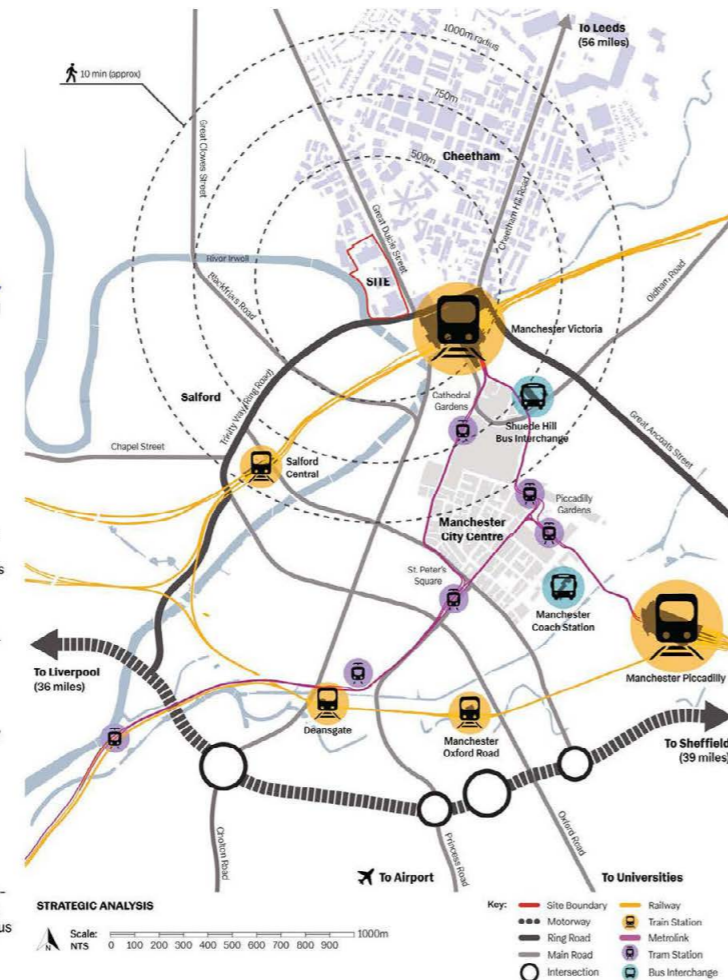 To Leeds
(56 miles)
1000m radius
10 min (approx)
750m
Great Clowes Street
500m
Cheetham
Great Ducie Street
Cheetham Hill Road
River Irwell
SITE
Blackfriars Road
Oldham Road
Manchester Victoria
Salford
Trinity Way (Ring Road)
Cathedral
Gardens
Shuede Hill
Bus Interchange
Great Ancoats Street
Chapel Street
Salford
Central
Piccadilly
Gardens
Manchester
City Centre
St. Peter's
Square
Manchester
Coach Station
To Liverpool
(36 miles)
Manchester Piccadilly
Deansgate
Manchester
Oxford Road
To Sheffield
(39 miles)
Chorlton Road
Princess Road
Oxford Road
To Airport
To Universities
STRATEGIC ANALYSIS
Key:
Site Boundary
Railway
Motorway
Train Station
Ring Road
Metrolink
Main Road
Tram Station
Intersection
Bus Interchange
N
Scale:
NTS
0 100 200 300 400 500 600 700 800 900 1000m